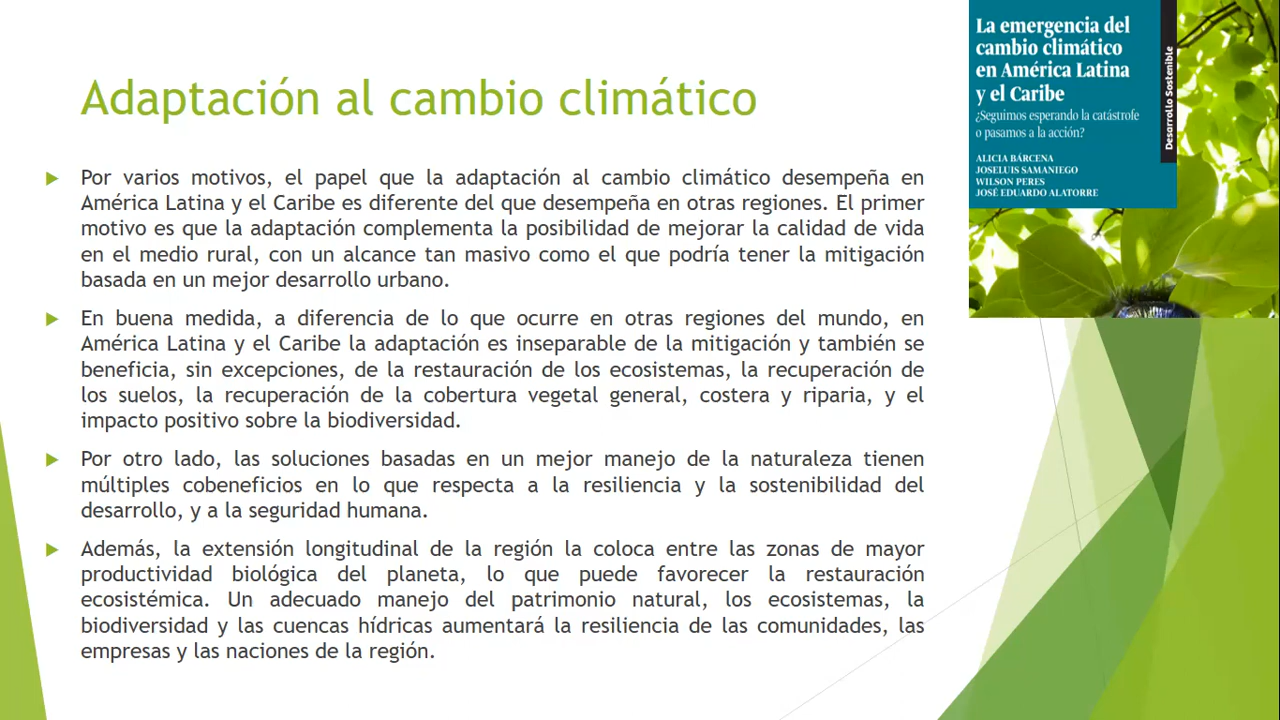 Adaptación al cambio climático
Por varios motivos, el papel que la adaptación al cambio climático desempeña en
América Latina y el Caribe es diferente del que desempeña en otras regiones. El primer
motivo es que la adaptación complementa la posibilidad de mejorar la calidad de vida
en el medio rural, con un alcance tan masivo como el que podría tener la mitigación
basada en un mejor desarrollo urbano.
En buena medida, a diferencia de lo que ocurre en otras regiones del mundo, en
América Latina y el Caribe la adaptación es inseparable de la mitigación y también se
beneficia, sin excepciones, de la restauración de los ecosistemas, la recuperación de
los suelos, la recuperación de la cobertura vegetal general, costera y riparia, y el
impacto positivo sobre la biodiversidad.
Por otro lado, las soluciones basadas en un mejor manejo de la naturaleza tienen
múltiples cobeneficios en lo que respecta a la resiliencia y la sostenibilidad del
desarrollo, y a la seguridad humana.
Además, la extensión longitudinal de la región la coloca entre las zonas de mayor
productividad biológica del planeta, lo que puede favorecer la restauración
ecosistémica. Un adecuado manejo del patrimonio natural, los ecosistemas, la
biodiversidad y las cuencas hídricas aumentará la resiliencia de las comunidades, las
empresas y las naciones de la región.
La emergencia del
cambio climático
en América Latina
y el Caribe
¿Seguimos esperando la catástrofe
o pasamos a la acción?
ALICIA BÁRCENA
JOSELUIS SAMANIEGO
WILSON PERES
JOSÉ EDUARDO ALATORRE
Desarrollo Sostenible